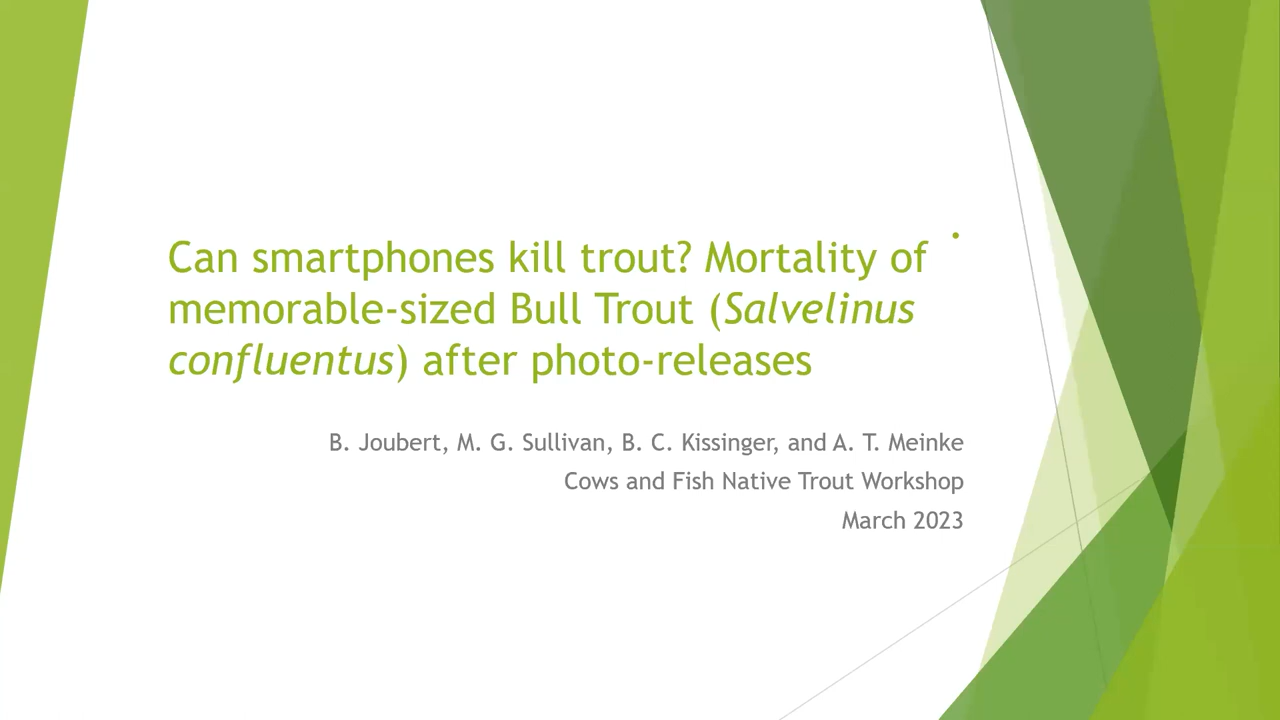 Can smartphones kill trout? Mortality of
memorable-sized Bull Trout (Salvelinus
confluentus) after photo-releases
B. Joubert, M. G. Sullivan, B. C. Kissinger, and A. T. Meinke
Cows and Fish Native Trout Workshop
March 2023